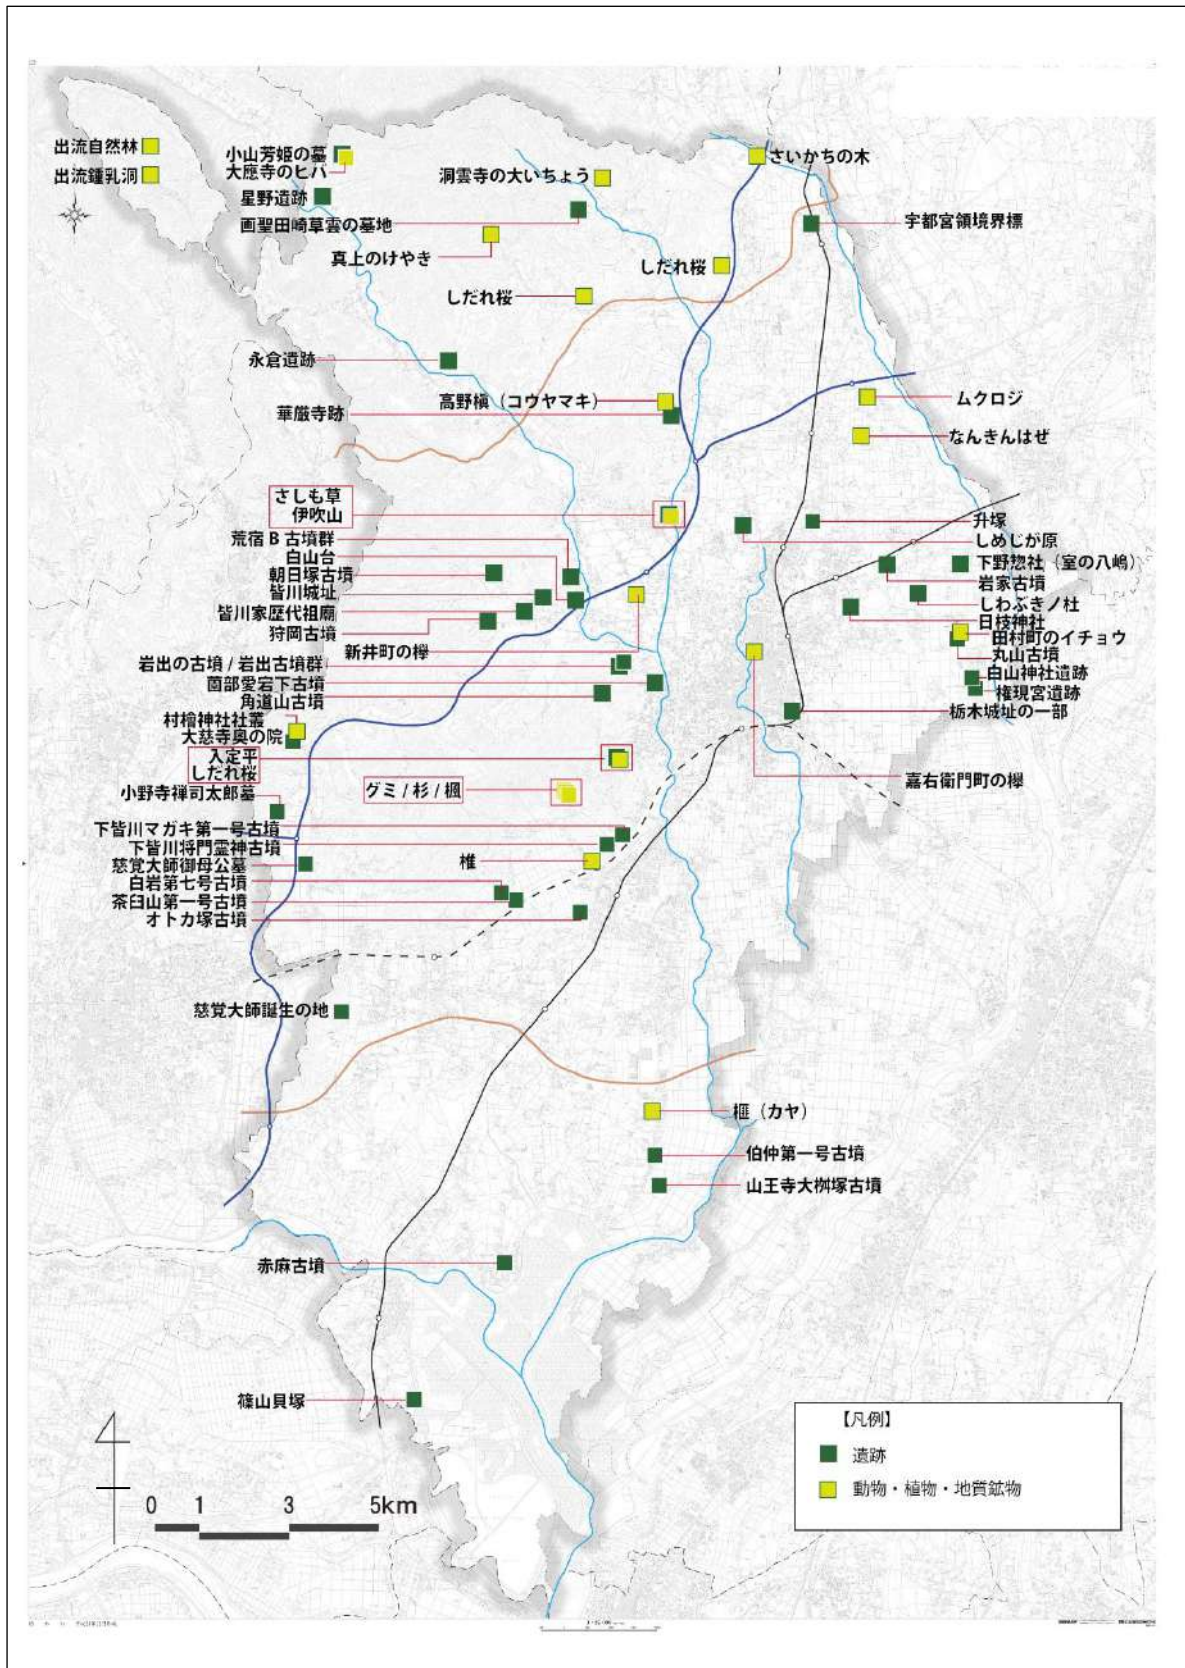 出流自然林
出流鍾乳洞
小山芳姫の墓
大應寺のヒバ
星野遺跡
洞雲寺の大いちょう
画聖田崎草雲の墓地
真上のけやき
さいかちの木
宇都宮領境界標
しだれ桜
しだれ桜
永倉遺跡
高野槇（コウヤマキ）
華厳寺跡
ムクロジ
なんきんはぜ
さしも草
伊吹山
荒宿 B 古墳群
白山台
朝日塚古墳
皆川城址
皆川家歴代祖廟
狩岡古墳
新井町の欅
岩出の古墳 / 岩出古墳群
薗部愛宕下古墳
角道山古墳
村檜神社社叢
大慈寺奥の院
入定平
しだれ桜
小野寺禅司太郎墓
グミ / 杉 / 楓
下皆川マガキ第一号古墳
下皆川将門霊神古墳
慈覚大師御母公墓
白岩第七号古墳
茶臼山第一号古墳
オトカ塚古墳
椎
升塚
しめじが原
下野惣社（室の八嶋）
岩家古墳
しわぶきノ杜
日枝神社
田村町のイチョウ
丸山古墳
白山神社遺跡
権現宮遺跡
栃木城址の一部
嘉右衛門町の欅
慈覚大師誕生の地
榧（カヤ）
伯仲第一号古墳
山王寺大桝塚古墳
赤麻古墳
篠山貝塚
【凡例】
遺跡
動物・植物・地質鉱物
0 1 3 5km